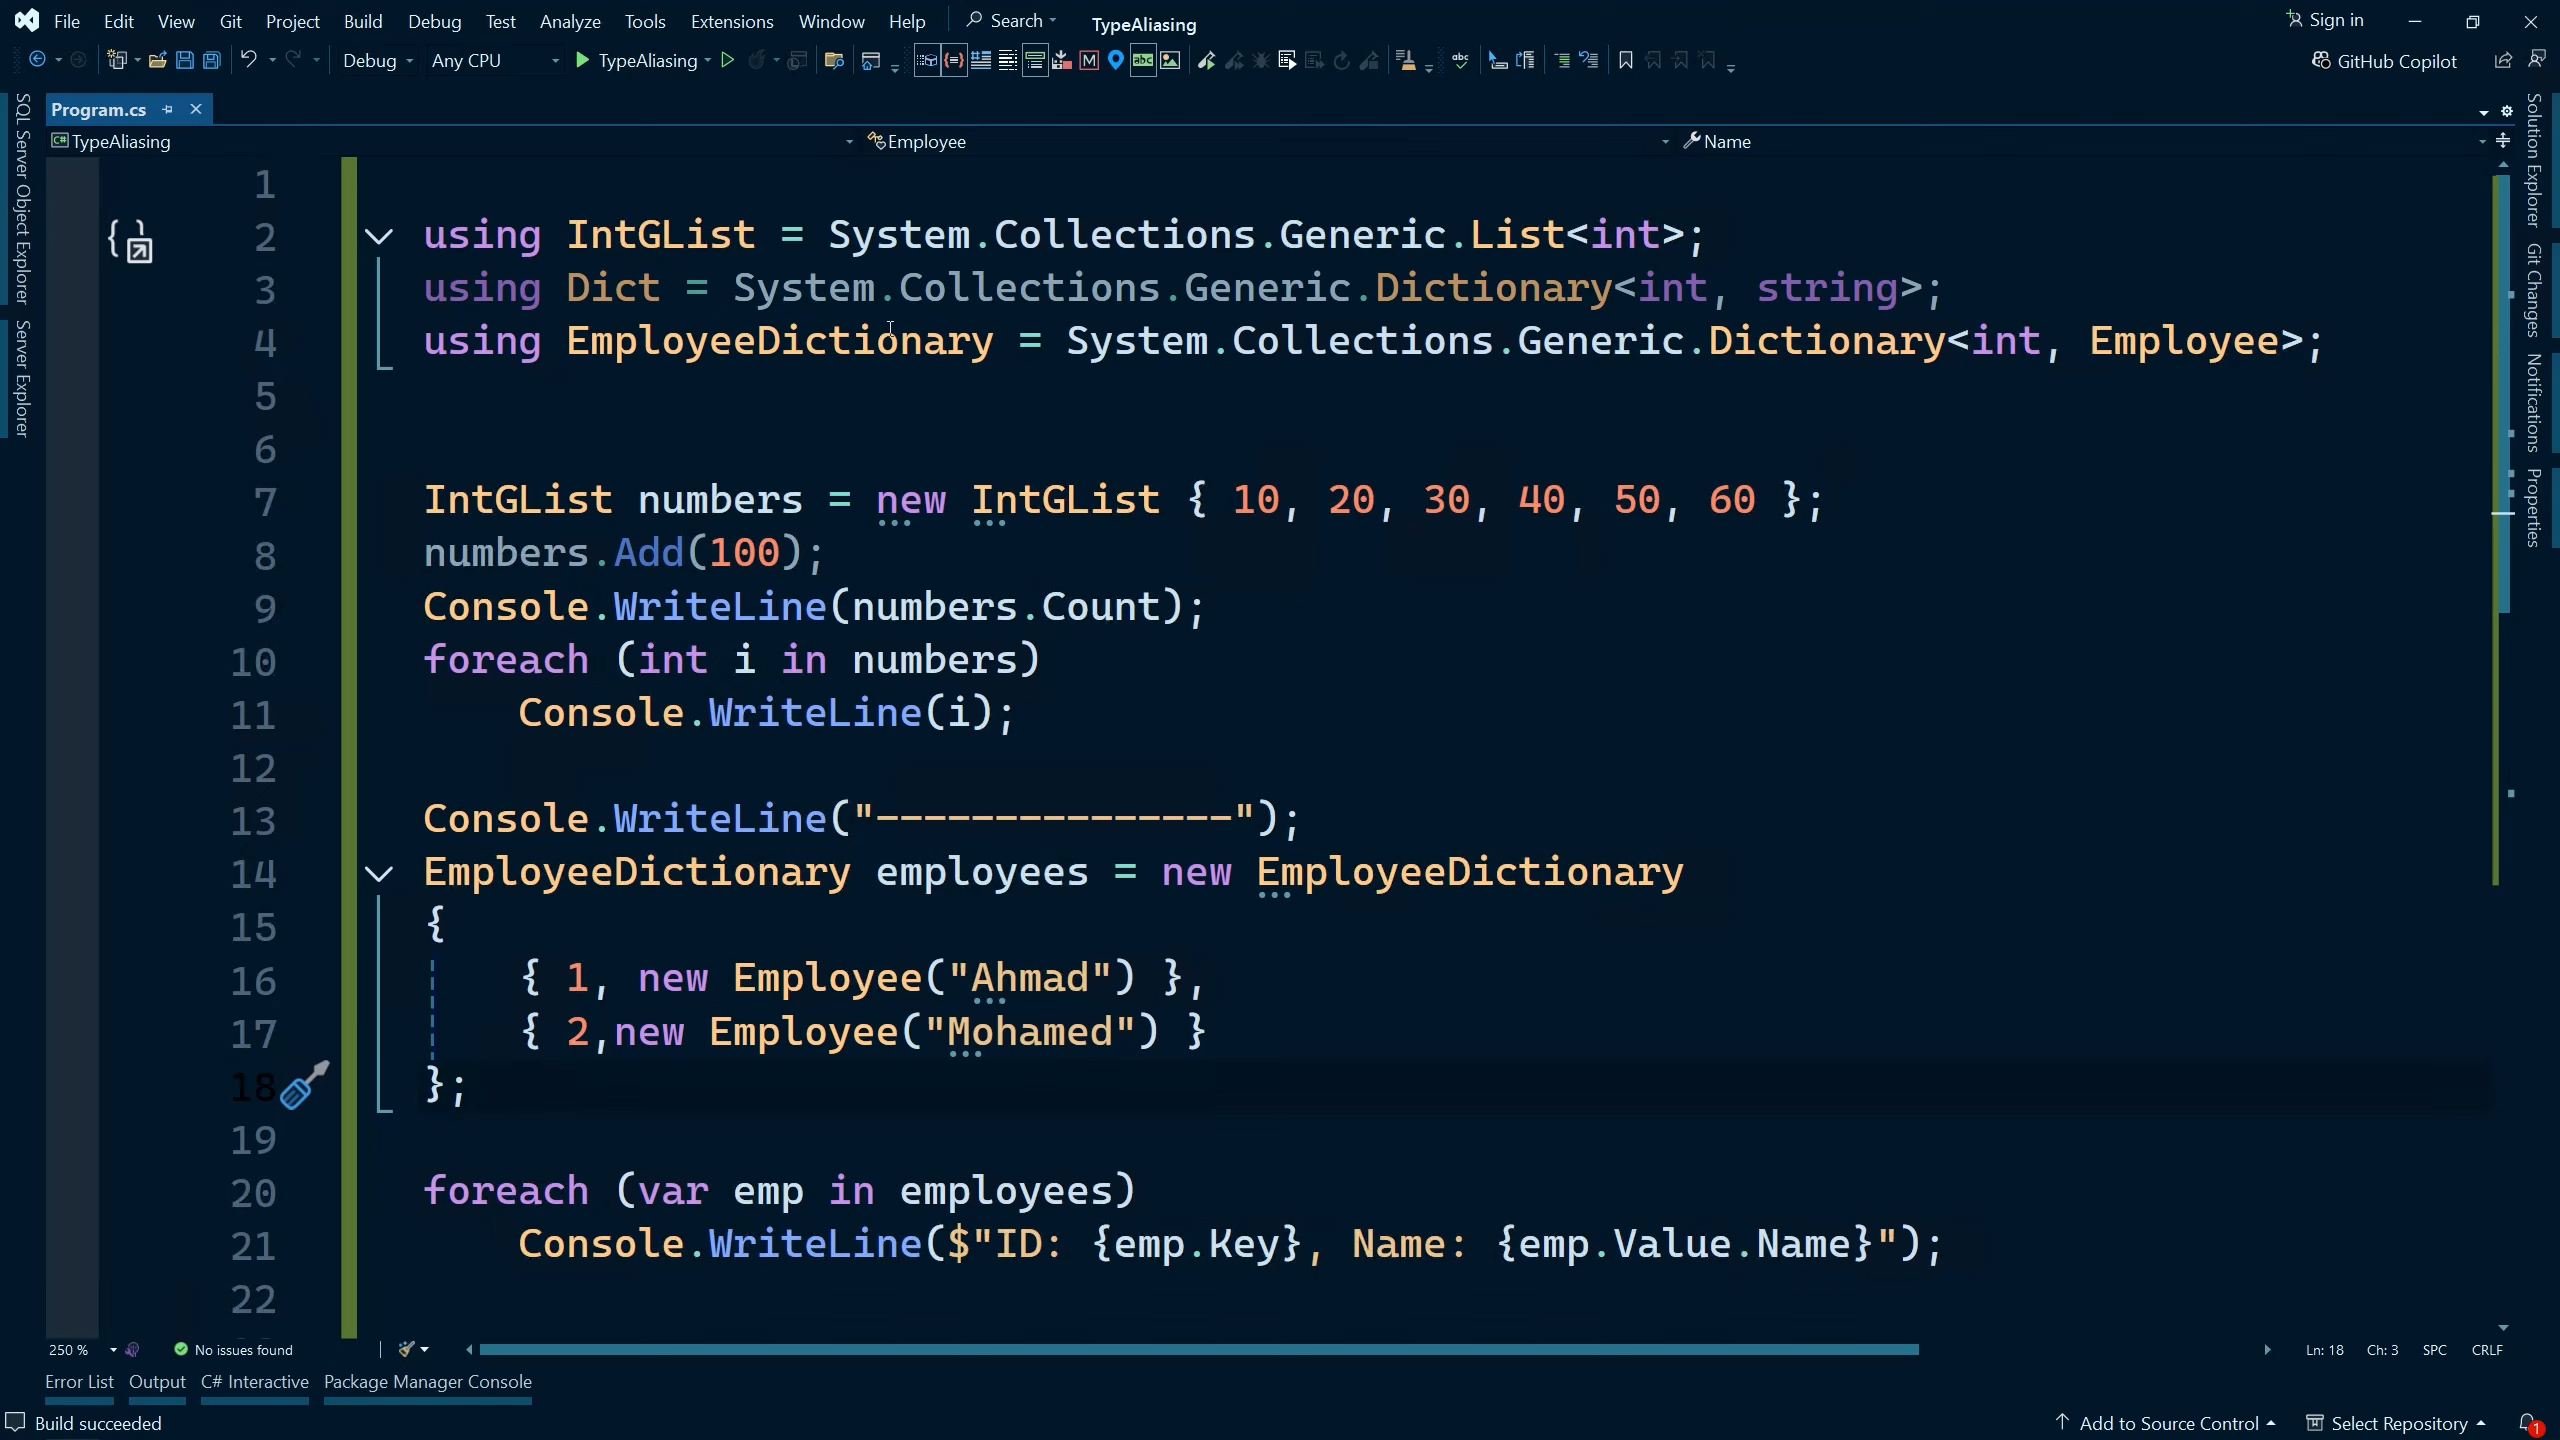 File Edit View Git Project Build Debug Test Analyze Tools Extensions Window Help Search TypeAliasing Sign in
Debug Any CPU TypeAliasing GitHub Copilot
Program.cs
TypeAliasing Employee Name
SQL Server Object Explorer
Server Explorer
Solution Explorer
Git Changes
Notifications
Properties
1
2 using IntGList = System.Collections.Generic.List<int>;
3 using Dict = System.Collections.Generic.Dictionary<int, string>;
4 using EmployeeDictionary = System.Collections.Generic.Dictionary<int, Employee>;
5
6
7 IntGList numbers = new IntGList { 10, 20, 30, 40, 50, 60 };
8 numbers.Add(100);
9 Console.WriteLine(numbers.Count);
10 foreach (int i in numbers)
11 Console.WriteLine(i);
12
13 Console.WriteLine("---------------");
14 EmployeeDictionary employees = new EmployeeDictionary
15 {
16 { 1, new Employee("Ahmad") },
17 { 2,new Employee("Mohamed") }
18 };
19
20 foreach (var emp in employees)
21 Console.WriteLine($"ID: {emp.Key}, Name: {emp.Value.Name}");
22
250 % No issues found Ln: 18 Ch: 3 SPC CRLF
Error List Output C# Interactive Package Manager Console
Build succeeded Add to Source Control Select Repository 1